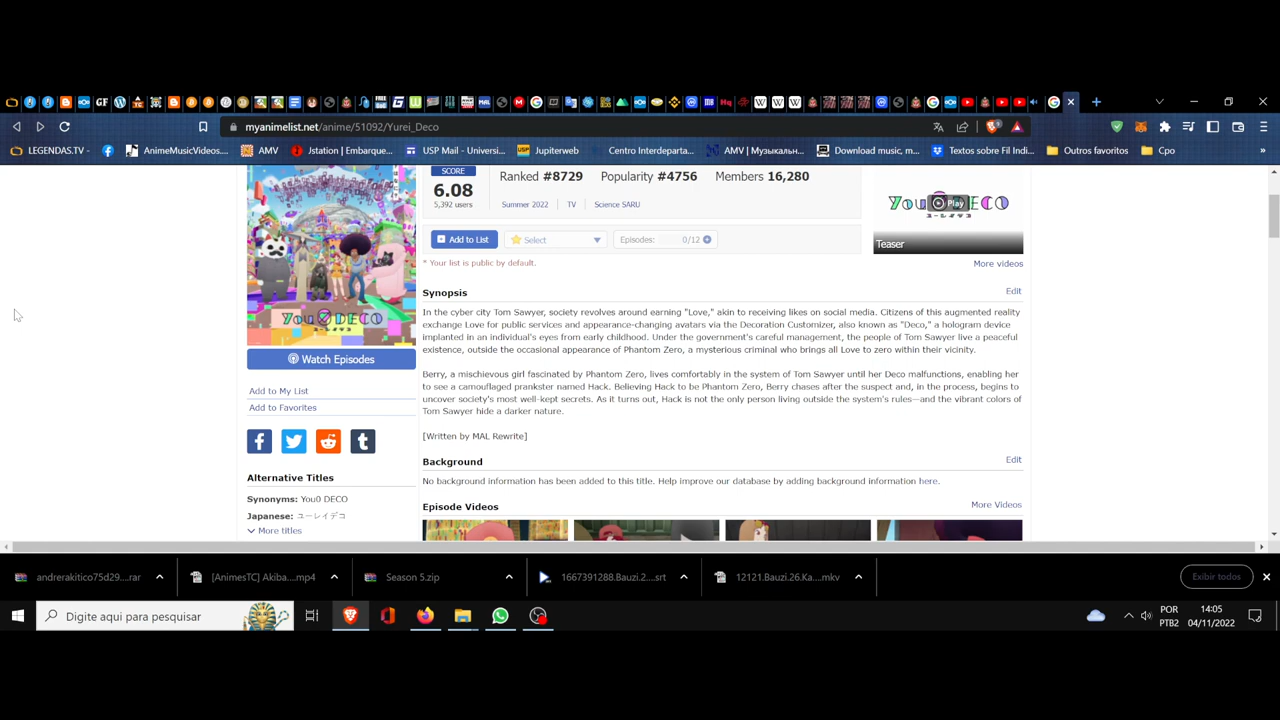 myanimelist.net/anime/51092/Yurei_Deco
LEGENDAS.TV - AnimeMusicVideos.... AMV Jstation | Embarque... USP Mail - Universi... Jupiterweb Centro Interdeparta... AMV | Музыкальн... Download music, m... Textos sobre Fil Indi... Outros favoritos Cpo »
SCORE
6.08
5,392 users
Ranked #8729 Popularity #4756 Members 16,280
Summer 2022 TV Science SARU
Add to List Select Episodes: 0/12
* Your list is public by default.
Play
Teaser
More videos
Synopsis Edit
In the cyber city Tom Sawyer, society revolves around earning "Love," akin to receiving likes on social media. Citizens of this augmented reality
exchange Love for public services and appearance-changing avatars via the Decoration Customizer, also known as "Deco," a hologram device
implanted in an individual's eyes from early childhood. Under the government's careful management, the people of Tom Sawyer live a peaceful
existence, outside the occasional appearance of Phantom Zero, a mysterious criminal who brings all Love to zero within their vicinity.
Berry, a mischievous girl fascinated by Phantom Zero, lives comfortably in the system of Tom Sawyer until her Deco malfunctions, enabling her
to see a camouflaged prankster named Hack. Believing Hack to be Phantom Zero, Berry chases after the suspect and, in the process, begins to
uncover society's most well-kept secrets. As it turns out, Hack is not the only person living outside the system's rules—and the vibrant colors of
Tom Sawyer hide a darker nature.
[Written by MAL Rewrite]
Background Edit
No background information has been added to this title. Help improve our database by adding background information here.
Episode Videos More Videos
Watch Episodes
Add to My List
Add to Favorites
Alternative Titles
Synonyms: You0 DECO
Japanese: ユーレイデコ
More titles
andrerakitico75d29....rar [AnimesTC] Akiba....mp4 Season 5.zip 1667391288.Bauzi.2....srt 12121.Bauzi.26.Ka....mkv Exibir todos
Digite aqui para pesquisar
POR
PTB2
14:05
04/11/2022